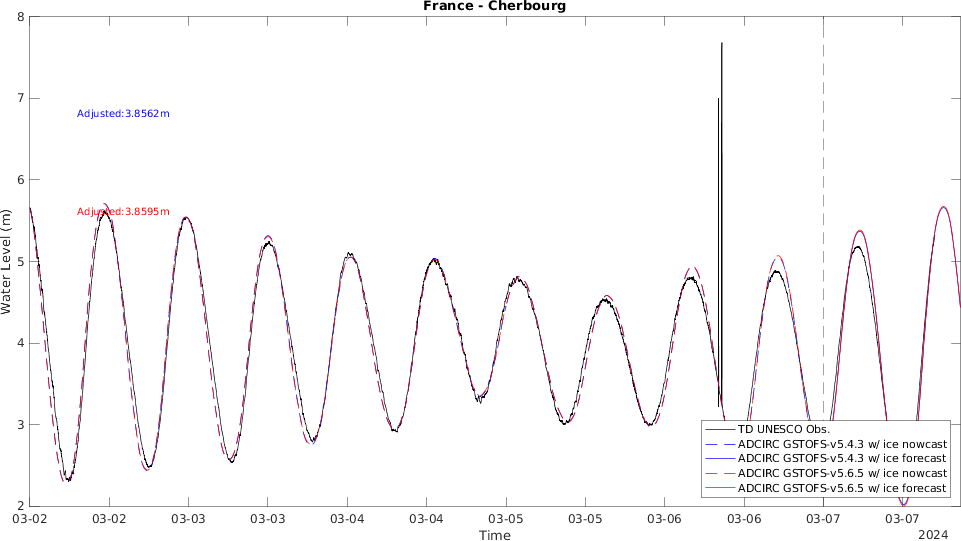 France - Cherbourg
8
7
6
5
4
3
2
Water Level (m)
Adjusted:3.8562m
Adjusted:3.8595m
TD UNESCO Obs.
ADCIRC GSTOFS-v5.4.3 w/ ice nowcast
ADCIRC GSTOFS-v5.4.3 w/ ice forecast
ADCIRC GSTOFS-v5.6.5 w/ ice nowcast
ADCIRC GSTOFS-v5.6.5 w/ ice forecast
03-02 03-02 03-03 03-03 03-04 03-04 03-05 03-05 03-06 03-06 03-07 03-07
Time
2024